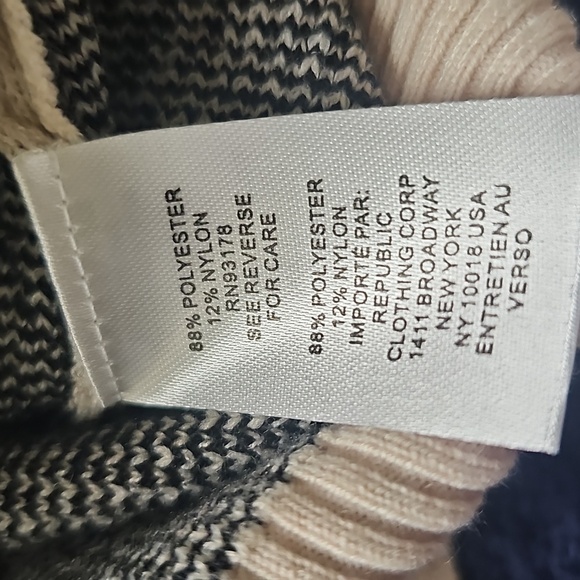 88% POLYESTER
12% NYLON
RN93178
SEE REVERSE
FOR CARE
88% POLYESTER
12% NYLON
IMPORTÉ PAR:
REPUBLIC
CLOTHING CORP
1411 BROADWAY
NEW YORK
NY 10018 USA
ENTRETIEN AU
VERSO